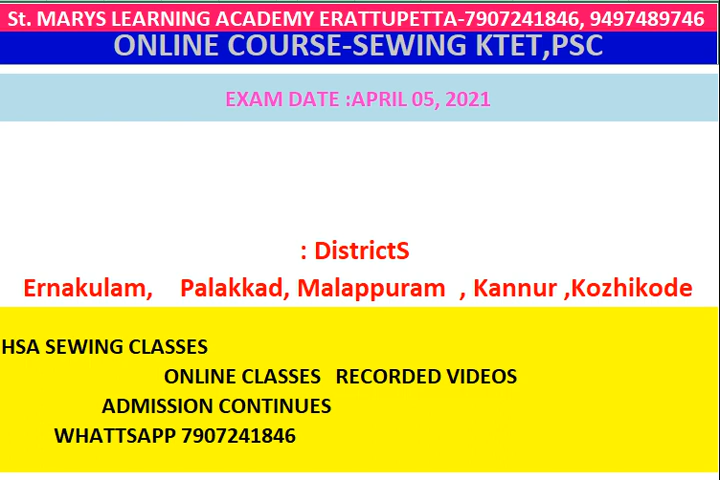 St. MARYS LEARNING ACADEMY ERATTUPETTA-7907241846, 9497489746
ONLINE COURSE-SEWING KTET,PSC
EXAM DATE :APRIL 05, 2021
: DistrictS
Ernakulam, Palakkad, Malappuram , Kannur ,Kozhikode
HSA SEWING CLASSES
ONLINE CLASSES RECORDED VIDEOS
ADMISSION CONTINUES
WHATTSAPP 7907241846